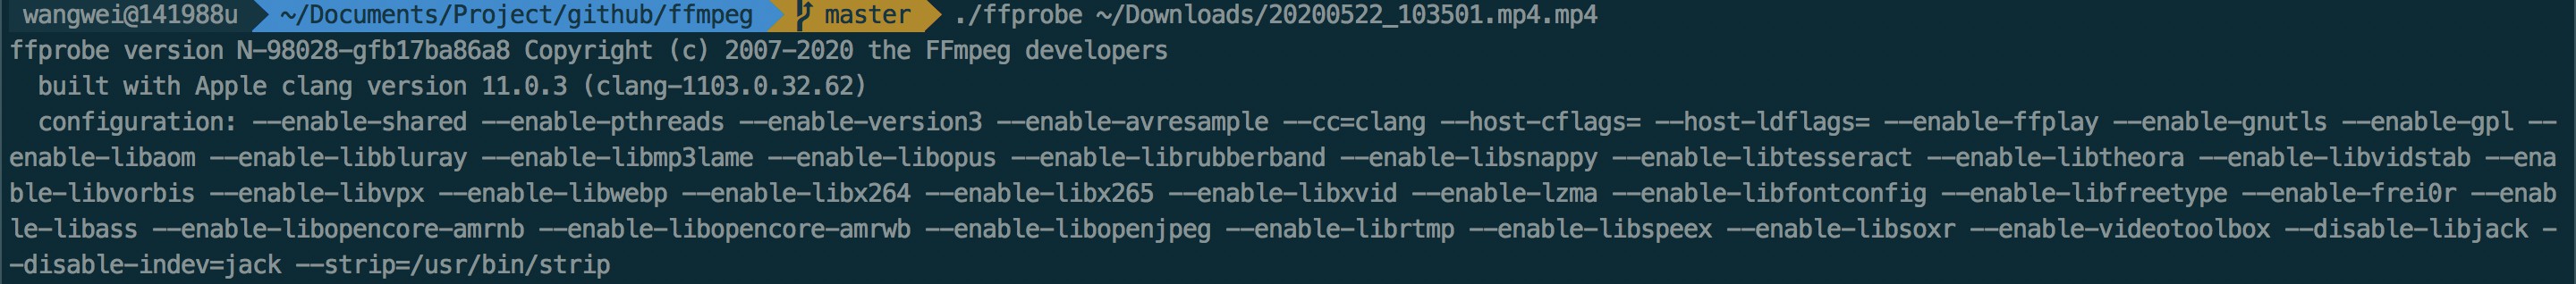 wangwei@141988u ~/Documents/Project/github/ffmpeg master ./ffprobe ~/Downloads/20200522_103501.mp4.mp4
ffprobe version N-98028-gfb17ba86a8 Copyright (c) 2007-2020 the FFmpeg developers
  built with Apple clang version 11.0.3 (clang-1103.0.32.62)
  configuration: --enable-shared --enable-pthreads --enable-version3 --enable-avresample --cc=clang --host-cflags= --host-ldflags= --enable-ffplay --enable-gnutls --enable-gpl --
enable-libaom --enable-libbluray --enable-libmp3lame --enable-libopus --enable-librubberband --enable-libsnappy --enable-libtesseract --enable-libtheora --enable-libvidstab --ena
ble-libvorbis --enable-libvpx --enable-libwebp --enable-libx264 --enable-libx265 --enable-libxvid --enable-lzma --enable-libfontconfig --enable-libfreetype --enable-frei0r --enab
le-libass --enable-libopencore-amrnb --enable-libopencore-amrwb --enable-libopenjpeg --enable-librtmp --enable-libspeex --enable-libsoxr --enable-videotoolbox --disable-libjack -
-disable-indev=jack --strip=/usr/bin/strip